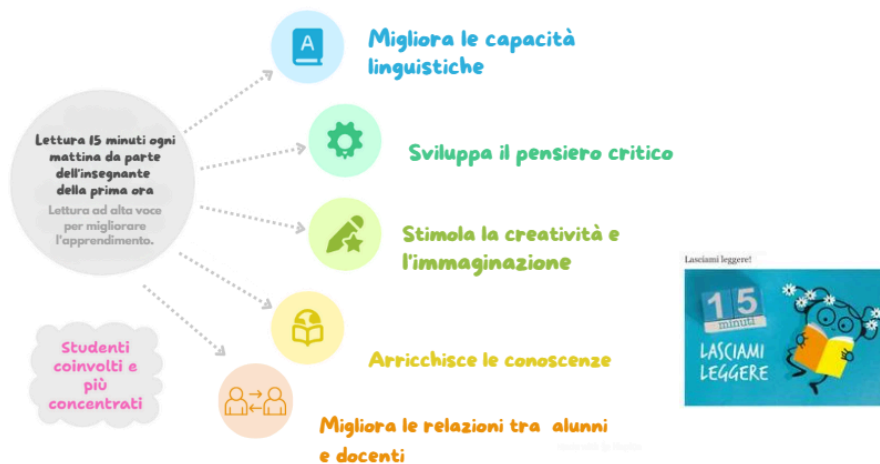 Lettura 15 minuti ogni
mattina da parte
dell'insegnante
della prima ora
Lettura ad alta voce
per migliorare
l'apprendimento.
Migliora le capacità
linguistiche
Sviluppa il pensiero critico
Stimola la creatività e
l'immaginazione
Arricchisce le conoscenze
Migliora le relazioni tra alunni
e docenti
Studenti
coinvolti e
più
concentrati
Lasciami leggere!
15
minuti
LASCIAMI
LEGGERE
A